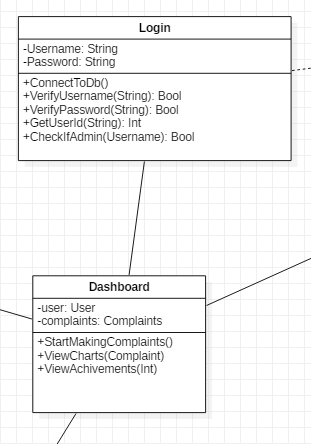 Login
-Username: String
-Password: String
+ConnectToDb()
+VerifyUsername(String): Bool
+VerifyPassword(String): Bool
+GetUserId(String): Int
+CheckIfAdmin(Username): Bool
Dashboard
-user: User
-complaints: Complaints
+StartMakingComplaints()
+ViewCharts(Complaint)
+ViewAchivements(Int)